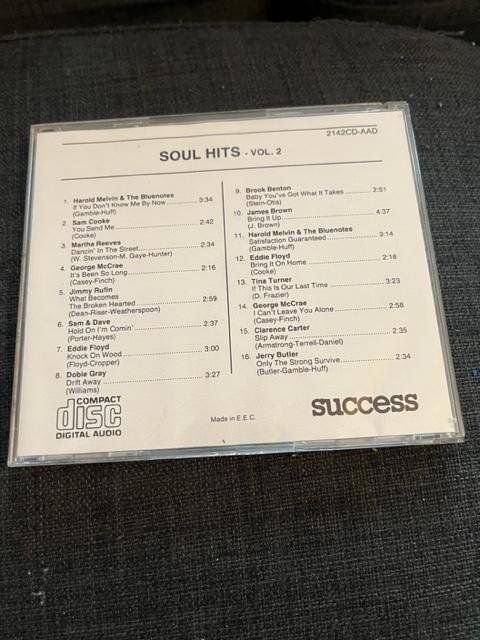 2142CD-AAD
SOUL HITS - VOL. 2
1. Harold Melvin & The Bluenotes
If You Don't Know Me By Now ........ 3:34
(Gamble-Huff)
2. Sam Cooke
You Send Me ........ 2:42
(Cooke)
3. Martha Reeves
Dancin' In The Street ........ 2:34
(W. Stevenson-M. Gaye-Hunter)
4. George McCrae
It's Been So Long ........ 2:16
(Casey-Finch)
5. Jimmy Rufin
What Becomes
The Broken Hearted ........ 2:59
(Dean-Riser-Weatherspoon)
6. Sam & Dave
Hold On I'm Comin' ........ 2:37
(Porter-Hayes)
7. Eddie Floyd
Knock On Wood ........ 3:00
(Floyd-Cropper)
8. Dobie Gray
Drift Away ........ 3:27
(Williams)
9. Brook Benton
Baby You've Got What It Takes ........ 2:51
(Stein-Otis)
10. James Brown
Bring It Up ........ 4:37
(J. Brown)
11. Harold Melvin & The Bluenotes
Satisfaction Guaranteed ........ 3:14
(Gamble-Huff)
12. Eddie Floyd
Bring It On Home ........ 2:18
(Cooke)
13. Tina Turner
If This Is Our Last Time ........ 3:23
(D. Frazier)
14. George McCrae
I Can't Leave You Alone ........ 2:58
(Casey-Finch)
15. Clarence Carter
Slip Away ........ 2:35
(Armstrong-Terrell-Daniel)
16. Jerry Butler
Only The Strong Survive ........ 2:34
(Butler-Gamble-Huff)
COMPACT
disc
DIGITAL AUDIO
Made in E.E.C.
success